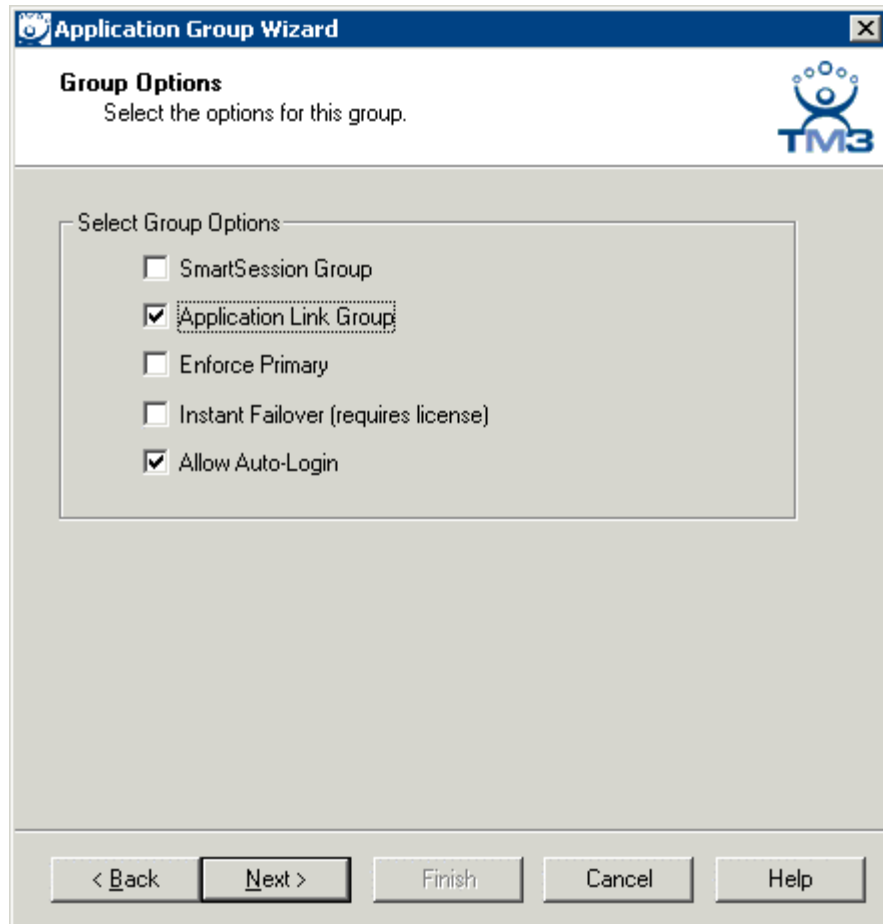 Application Group Wizard
Group Options
Select the options for this group.
TM3
Select Group Options
SmartSession Group
Application Link Group
Enforce Primary
Instant Failover (requires license)
Allow Auto-Login
< Back Next > Finish Cancel Help